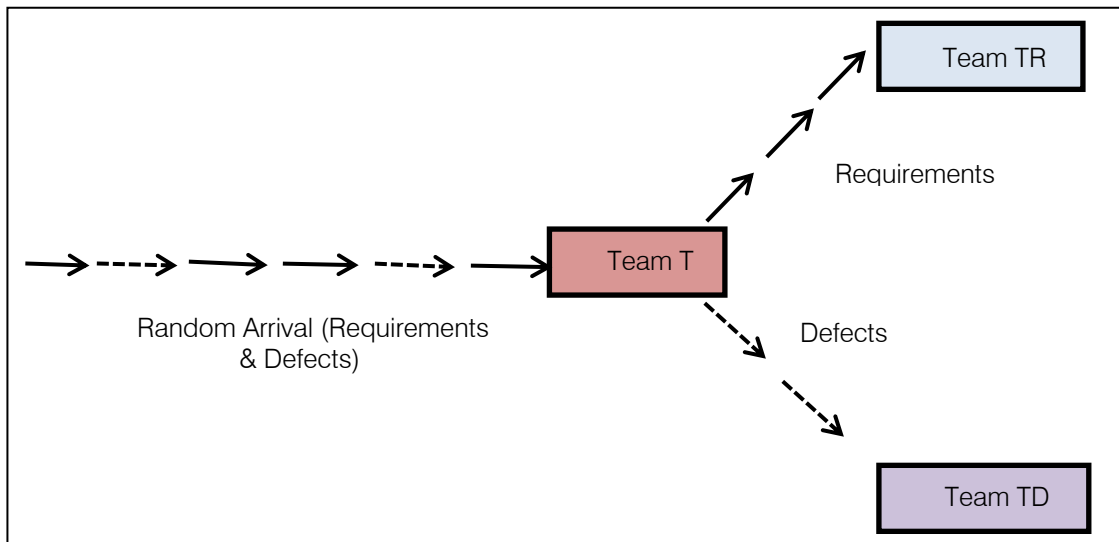 Team TR
Requirements
Team T
Random Arrival (Requirements
& Defects)
Defects
Team TD